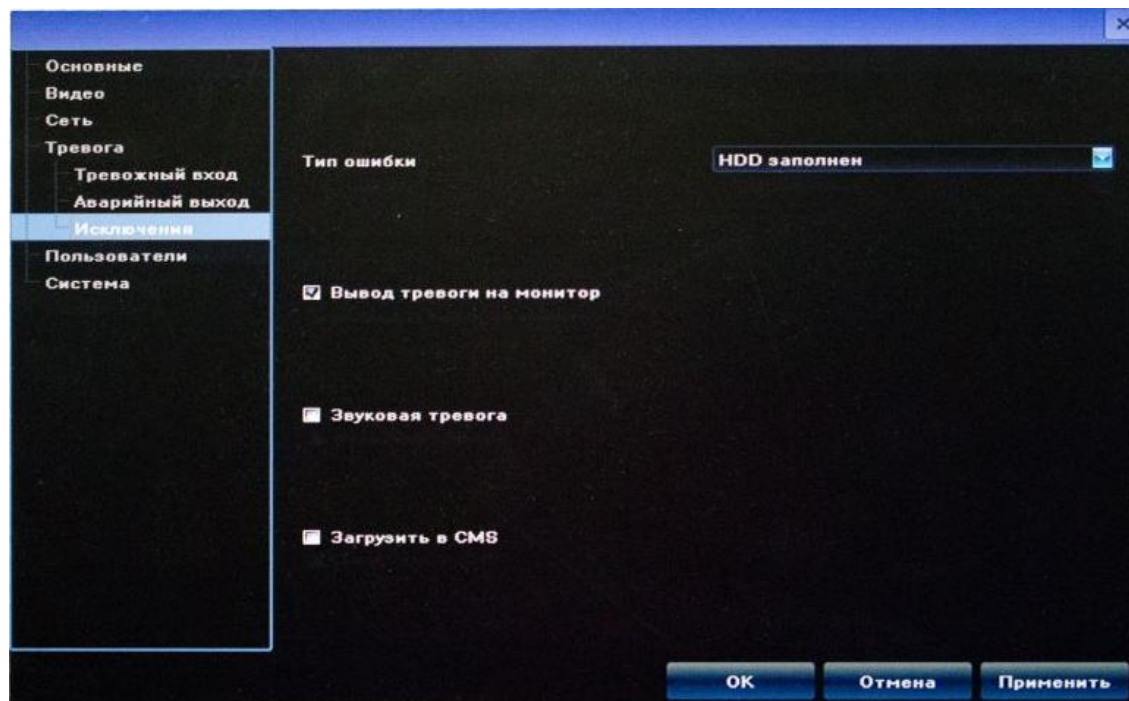 Основные
Видео
Сеть
Тревога
Тревожный вход
Аварийный выход
Исключения
Пользователи
Система
Тип ошибки
HDD заполнен
Вывод тревоги на монитор
Звуковая тревога
Загрузить в CMS
OK
Отмена
Применить